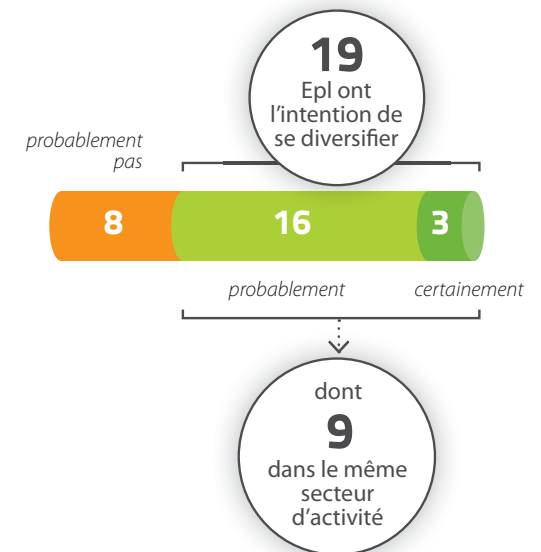 19
Epl ont
l'intention de
se diversifier
probablement
pas
8 16 3
probablement certainement
dont
9
dans le même
secteur
d'activité